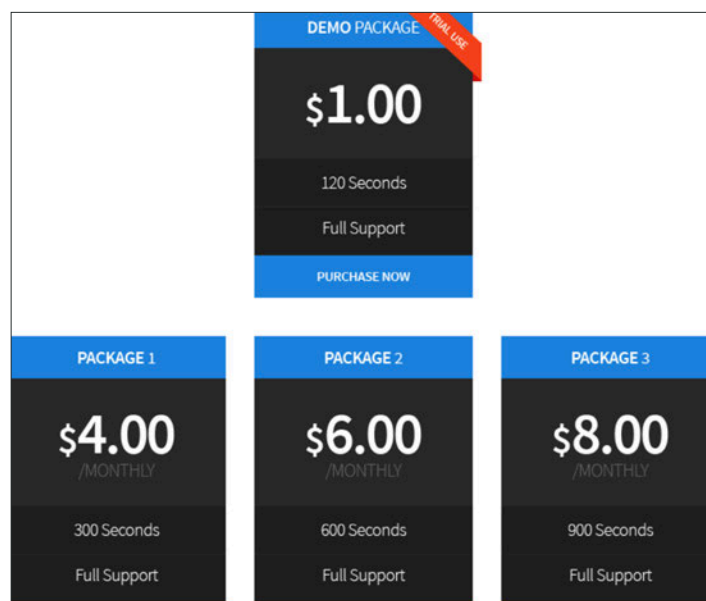 DEMO PACKAGE
TRIAL USE
$1.00
120 Seconds
Full Support
PURCHASE NOW
PACKAGE 1
$4.00
/MONTHLY
300 Seconds
Full Support
PACKAGE 2
$6.00
/MONTHLY
600 Seconds
Full Support
PACKAGE 3
$8.00
/MONTHLY
900 Seconds
Full Support